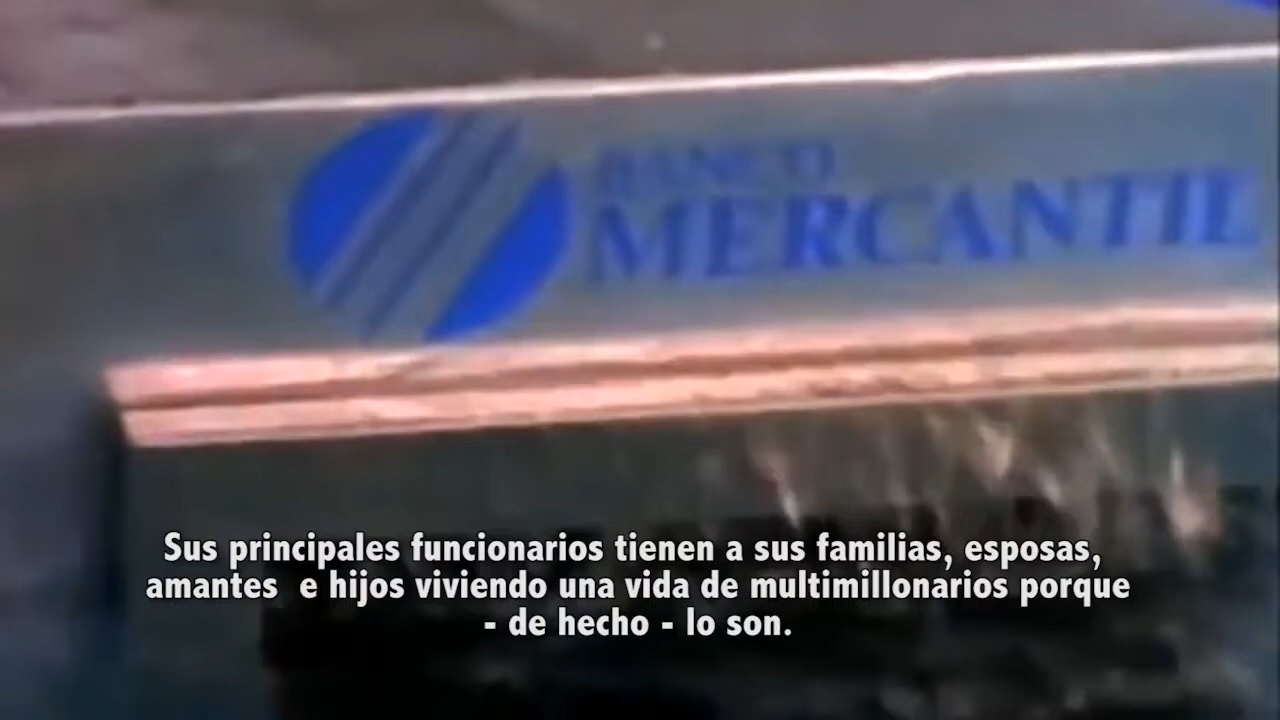 BANCO
MERCANTIL
Sus principales funcionarios tienen a sus familias, esposas,
amantes  e hijos viviendo una vida de multimillonarios porque
- de hecho - lo son.